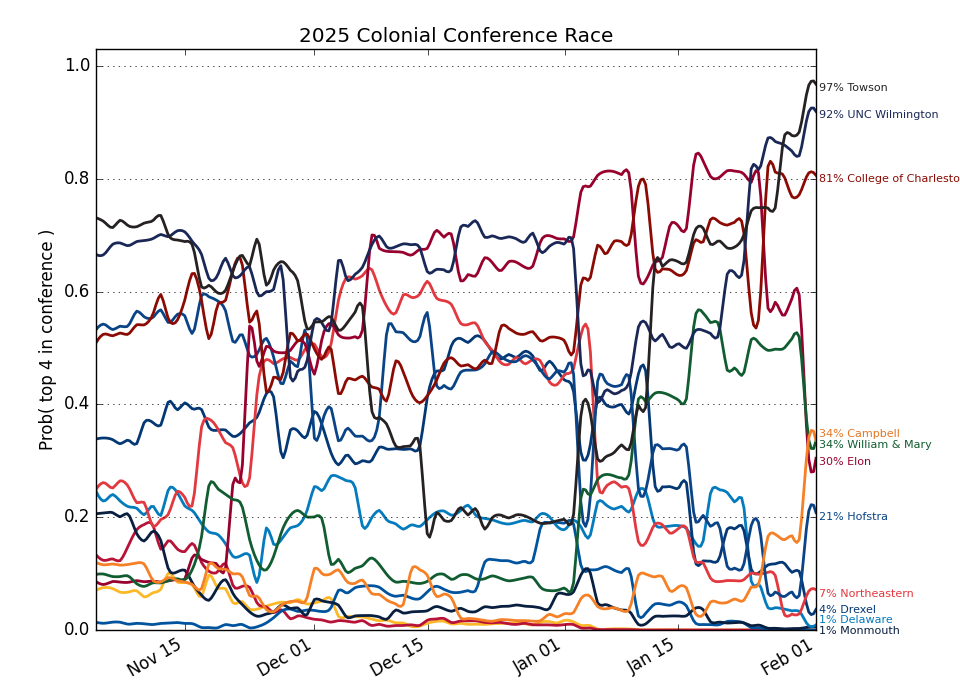 2025 Colonial Conference Race
Prob( top 4 in conference )
1.0
0.8
0.6
0.4
0.2
0.0
Nov 15
Dec 01
Dec 15
Jan 01
Jan 15
Feb 01
97% Towson
92% UNC Wilmington
81% College of Charlesto
34% Campbell
34% William & Mary
30% Elon
21% Hofstra
7% Northeastern
4% Drexel
1% Delaware
1% Monmouth